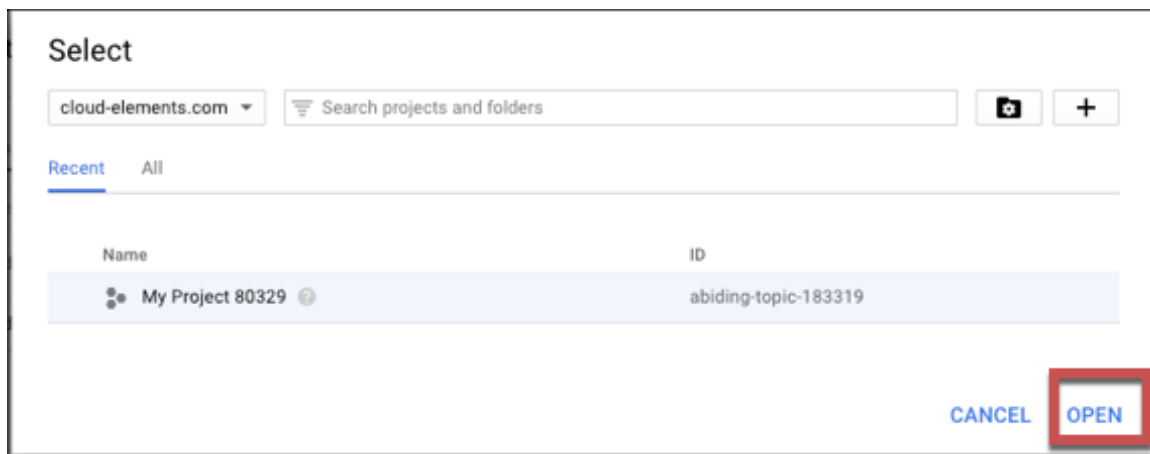 Select
cloud-elements.com Search projects and folders
Recent All
Name ID
My Project 80329 abiding-topic-183319
CANCEL OPEN